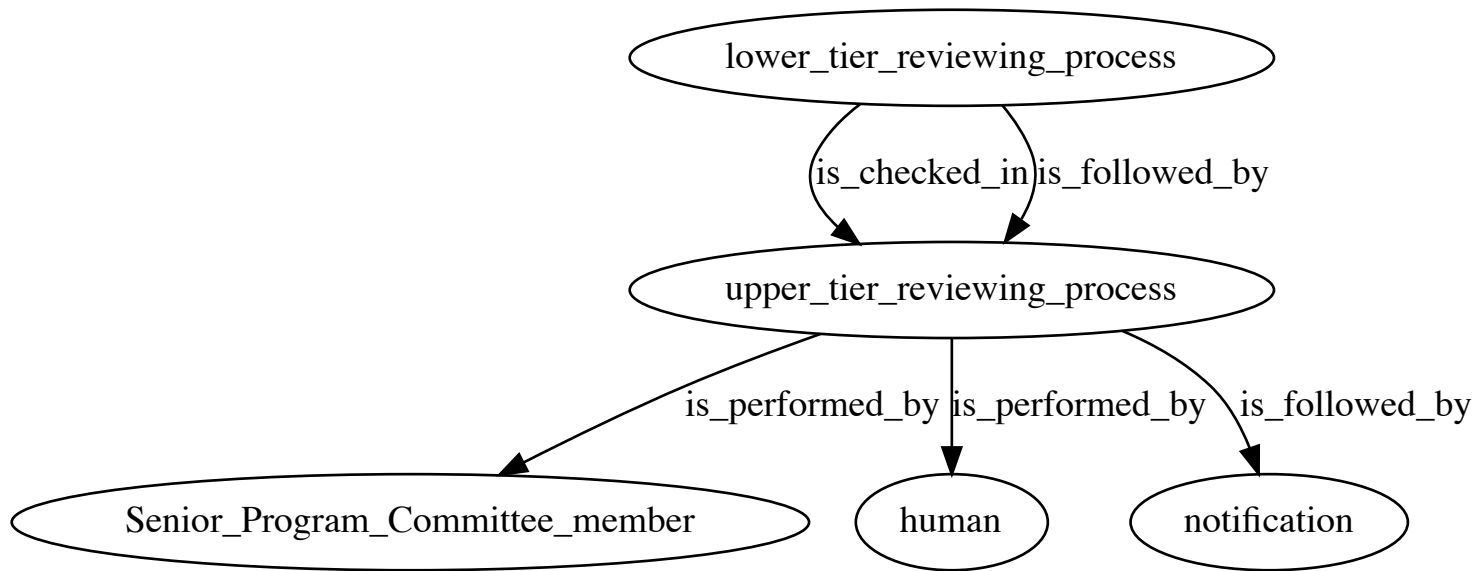 lower_tier_reviewing_process
is_checked_in is_followed_by
upper_tier_reviewing_process
is_performed_by is_performed_by is_followed_by
Senior_Program_Committee_member human notification